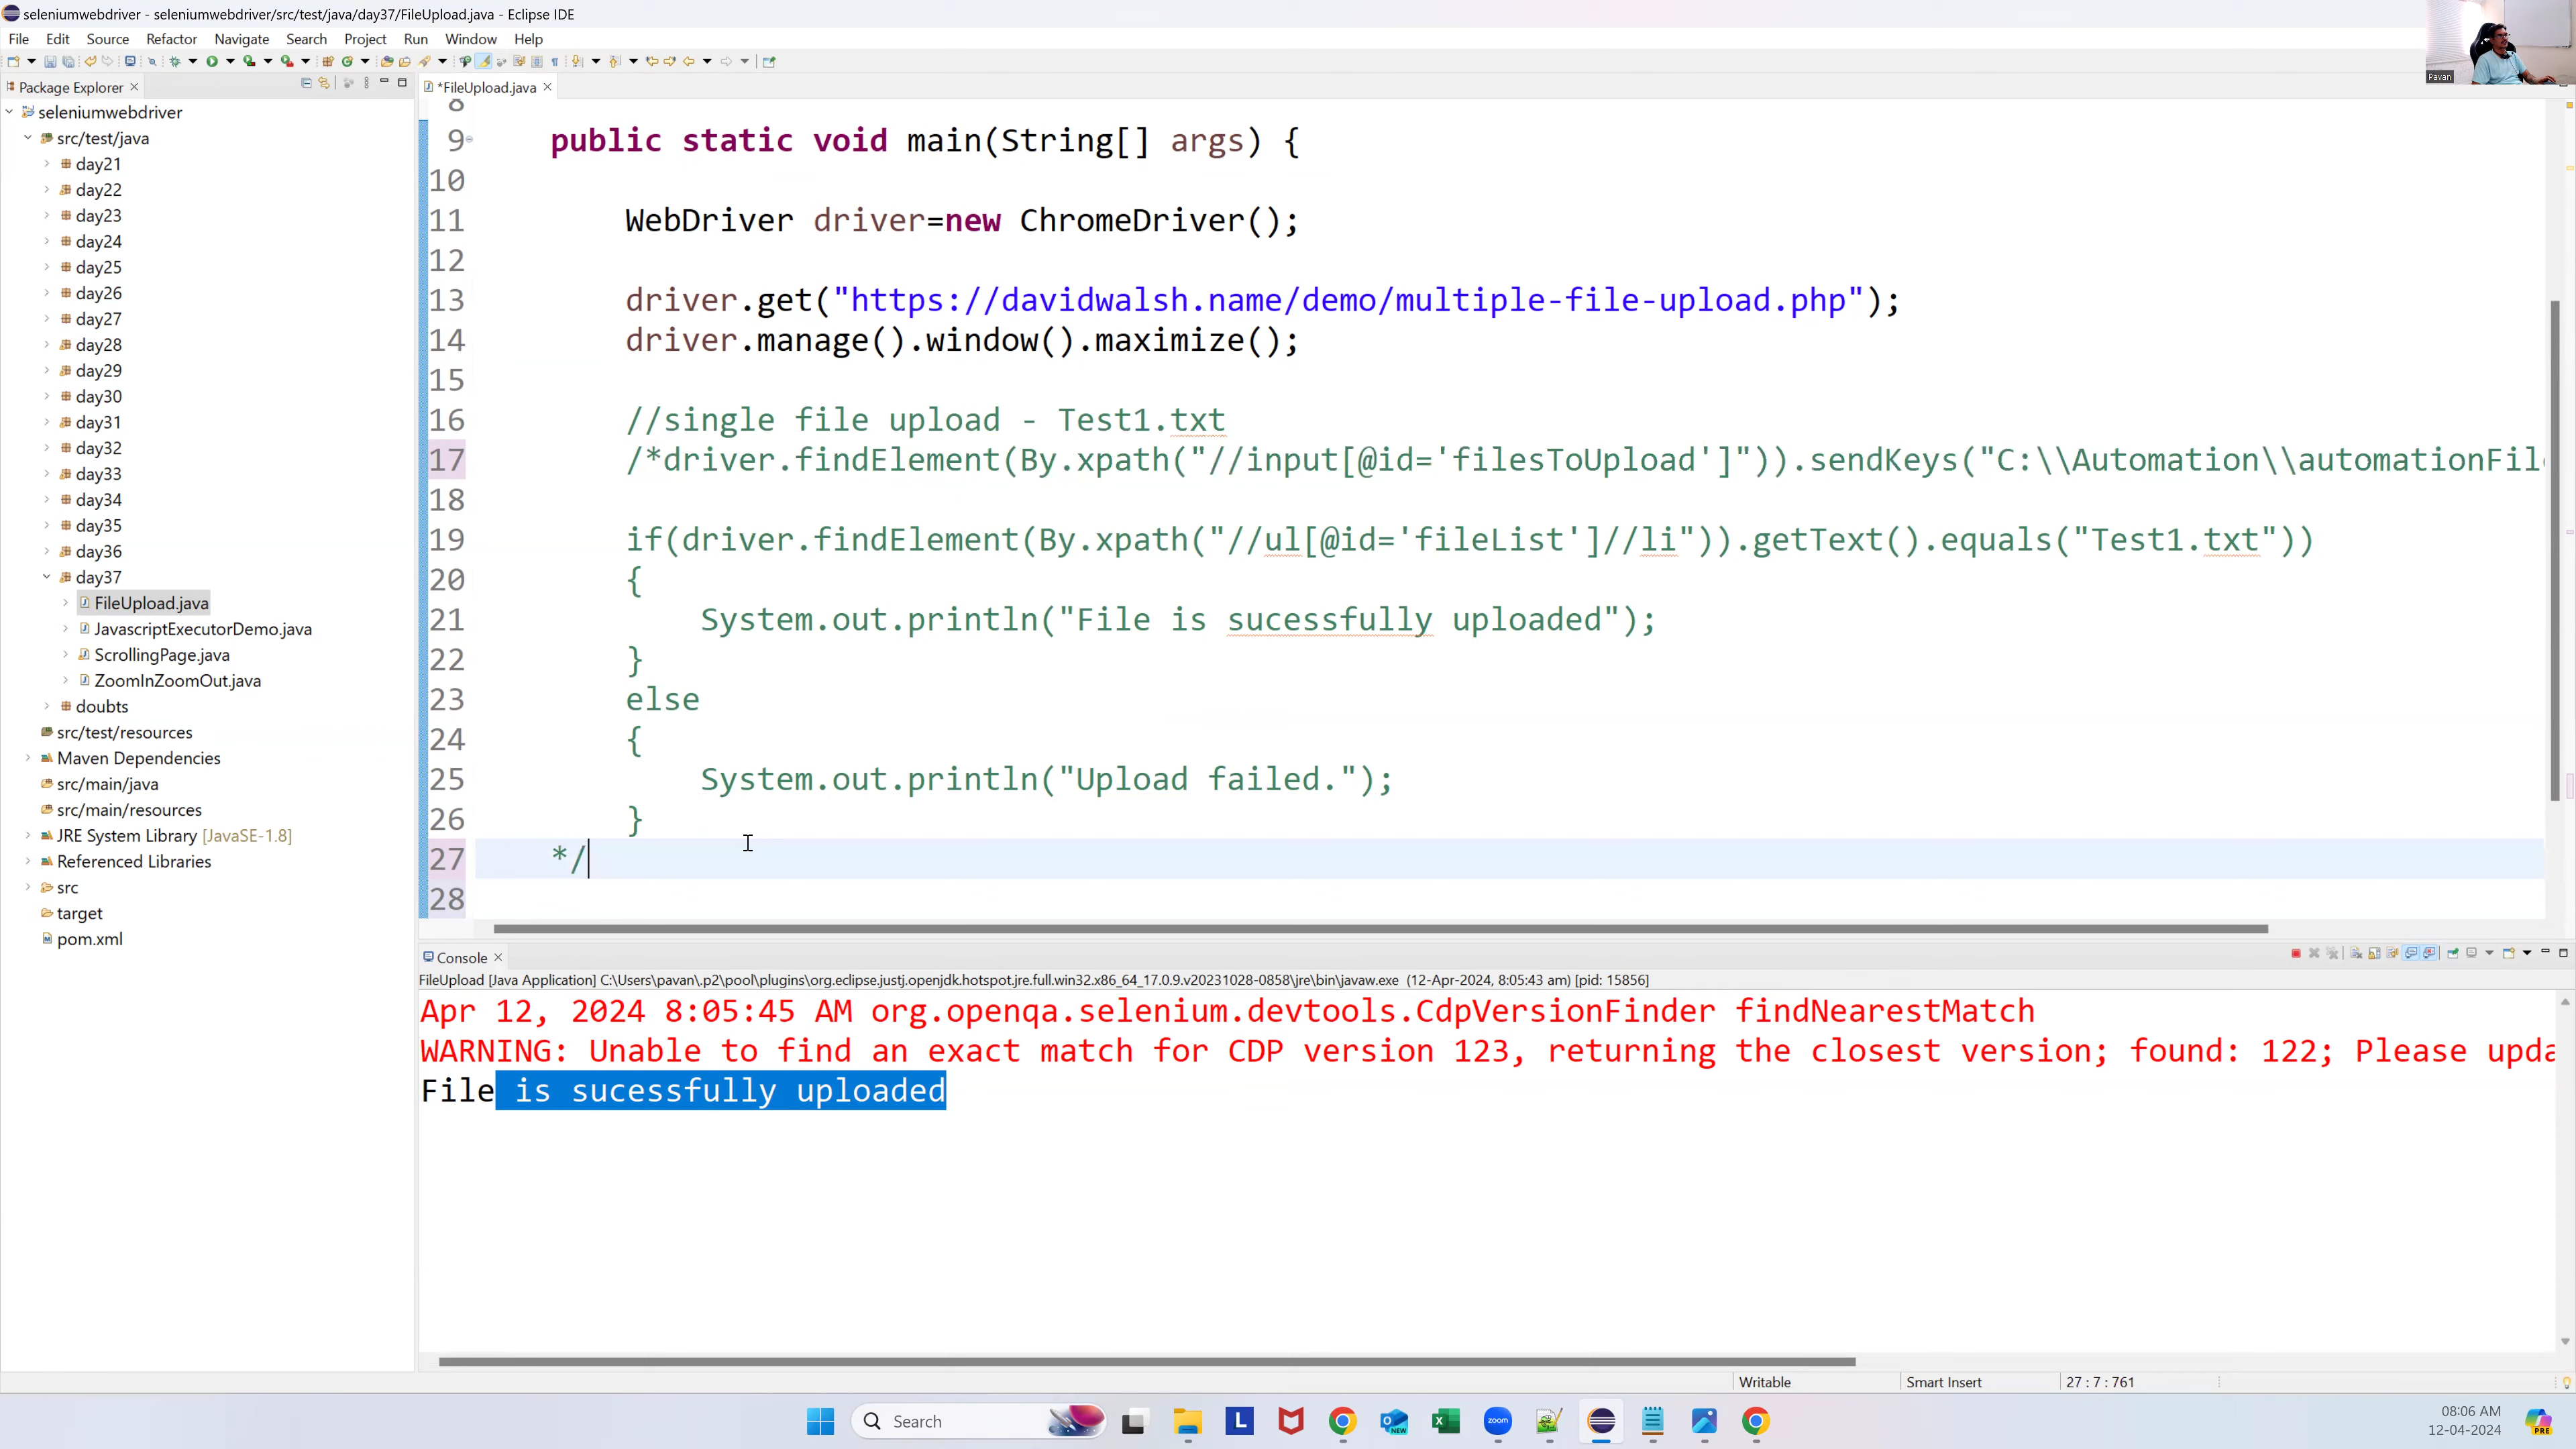 seleniumwebdriver - seleniumwebdriver/src/test/java/day37/FileUpload.java - Eclipse IDE
File Edit Source Refactor Navigate Search Project Run Window Help
Pavan
Package Explorer
*FileUpload.java
seleniumwebdriver
src/test/java
day21
day22
day23
day24
day25
day26
day27
day28
day29
day30
day31
day32
day33
day34
day35
day36
day37
FileUpload.java
JavascriptExecutorDemo.java
ScrollingPage.java
ZoomInZoomOut.java
doubts
src/test/resources
Maven Dependencies
src/main/java
src/main/resources
JRE System Library [JavaSE-1.8]
Referenced Libraries
src
target
pom.xml
8
9 public static void main(String[] args) {
10
11 WebDriver driver=new ChromeDriver();
12
13 driver.get("https://davidwalsh.name/demo/multiple-file-upload.php");
14 driver.manage().window().maximize();
15
16 //single file upload - Test1.txt
17 /*driver.findElement(By.xpath("//input[@id='filesToUpload']")).sendKeys("C:\\Automation\\automationFil
18
19 if(driver.findElement(By.xpath("//ul[@id='fileList']//li")).getText().equals("Test1.txt"))
20 {
21 System.out.println("File is sucessfully uploaded");
22 }
23 else
24 {
25 System.out.println("Upload failed.");
26 }
27 */
28
Console
FileUpload [Java Application] C:\Users\pavan\.p2\pool\plugins\org.eclipse.justj.openjdk.hotspot.jre.full.win32.x86_64_17.0.9.v20231028-0858\jre\bin\javaw.exe (12-Apr-2024, 8:05:43 am) [pid: 15856]
Apr 12, 2024 8:05:45 AM org.openqa.selenium.devtools.CdpVersionFinder findNearestMatch
WARNING: Unable to find an exact match for CDP version 123, returning the closest version; found: 122; Please upda
File is sucessfully uploaded
Writable
Smart Insert
27 : 7 : 761
Search
L
NEW
zoom
08:06 AM
12-04-2024
PRE